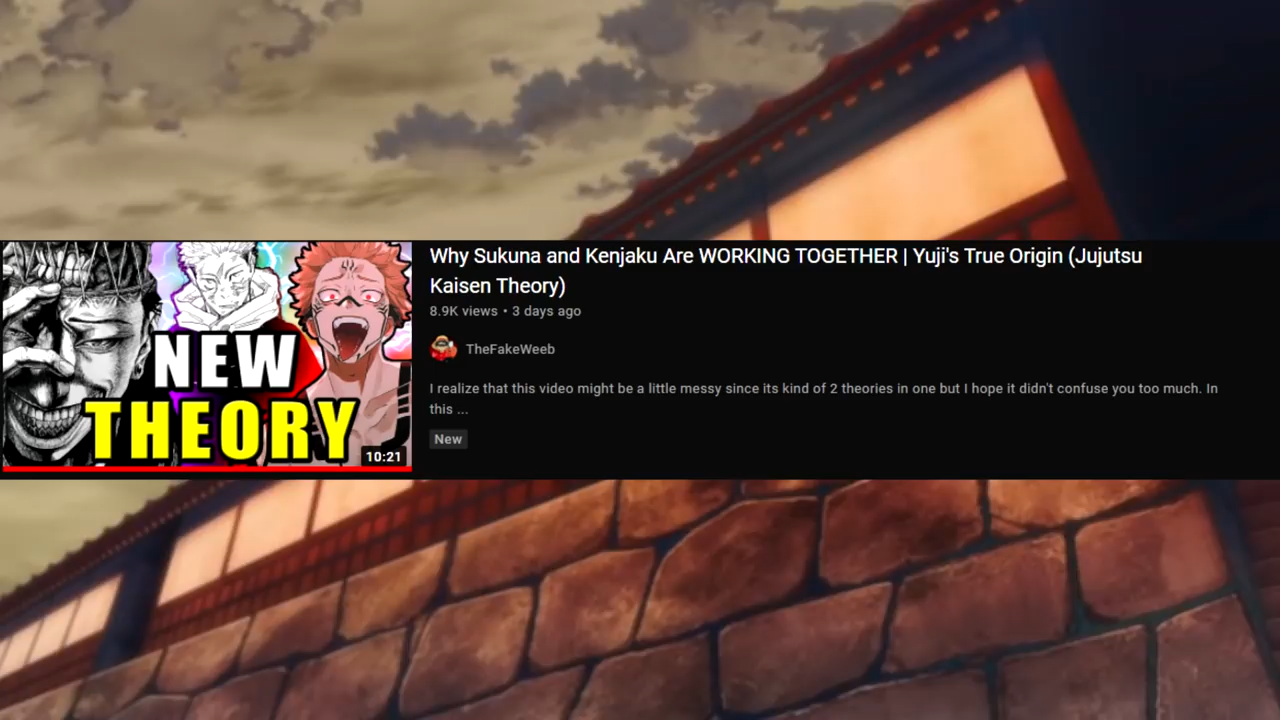 Why Sukuna and Kenjaku Are WORKING TOGETHER | Yuji's True Origin (Jujutsu
Kaisen Theory)
8.9K views • 3 days ago
TheFakeWeeb
I realize that this video might be a little messy since its kind of 2 theories in one but I hope it didn't confuse you too much. In
this ...
New
NEW
THEORY
10:21